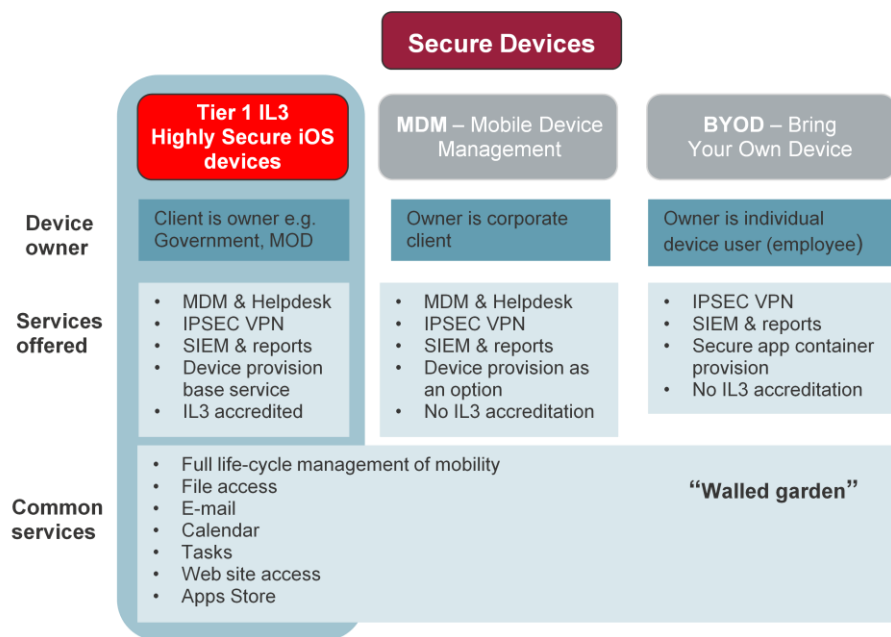 Secure Devices
Tier 1 IL3
Highly Secure iOS
devices
MDM – Mobile Device
Management
BYOD – Bring
Your Own Device
Device
owner
Client is owner e.g.
Government, MOD
Owner is corporate
client
Owner is individual
device user (employee)
Services
offered
• MDM & Helpdesk
• IPSEC VPN
• SIEM & reports
• Device provision
base service
• IL3 accredited
• MDM & Helpdesk
• IPSEC VPN
• SIEM & reports
• Device provision as
an option
• No IL3 accreditation
• IPSEC VPN
• SIEM & reports
• Secure app container
provision
• No IL3 accreditation
Common
services
• Full life-cycle management of mobility
• File access
• E-mail
• Calendar
• Tasks
• Web site access
• Apps Store
“Walled garden”